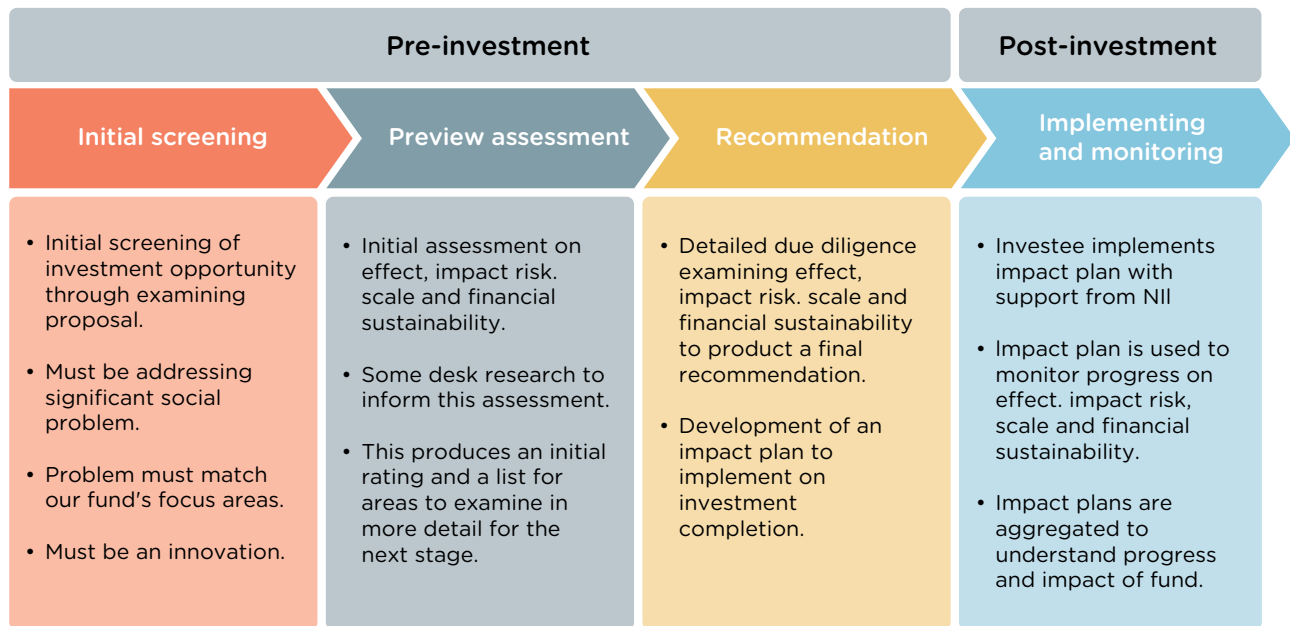 Pre-investment
Post-investment
Initial screening
Preview assessment
Recommendation
Implementing
and monitoring
• Initial screening of
investment opportunity
through examining
proposal.
• Must be addressing
significant social
problem.
• Problem must match
our fund's focus areas.
• Must be an innovation.
• Initial assessment on
effect, impact risk.
scale and financial
sustainability.
• Some desk research to
inform this assessment.
• This produces an initial
rating and a list for
areas to examine in
more detail for the
next stage.
• Detailed due diligence
examining effect,
impact risk. scale and
financial sustainability
to product a final
recommendation.
• Development of an
impact plan to
implement on
investment
completion.
• Investee implements
impact plan with
support from NII
• Impact plan is used to
monitor progress on
effect. impact risk,
scale and financial
sustainability.
• Impact plans are
aggregated to
understand progress
and impact of fund.